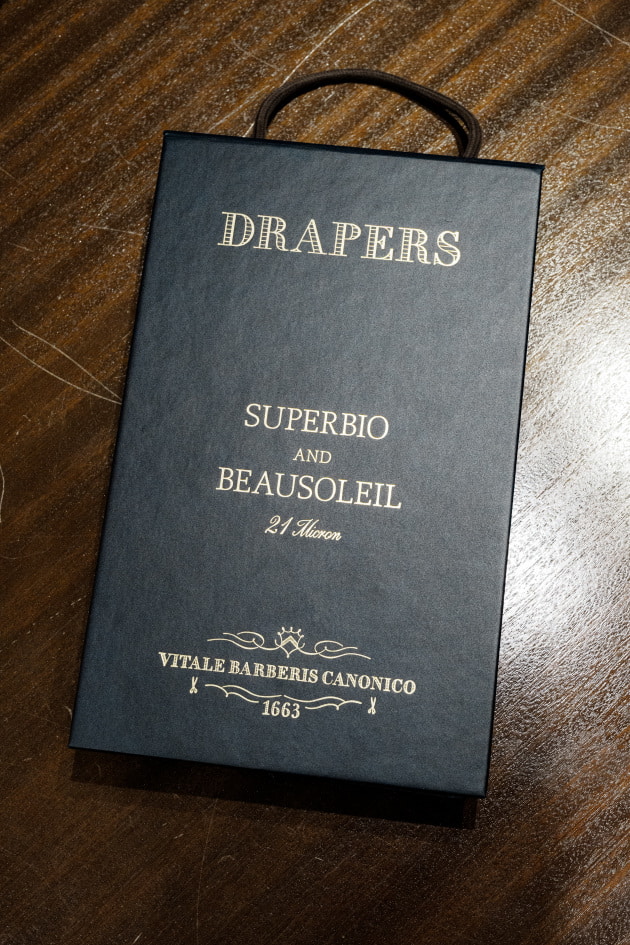 DRAPERS
SUPERBIO
AND
BEAUSOLEIL
21 Micron
VITALE BARBERIS CANONICO
1663